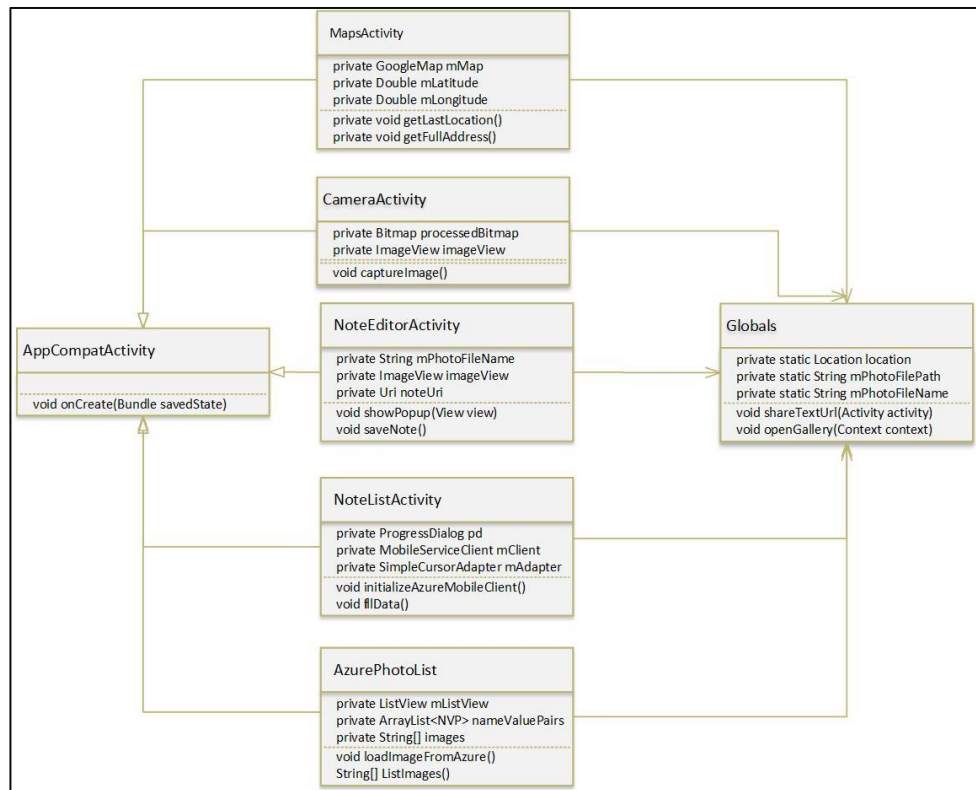 MapsActivity
private GoogleMap mMap
private Double mLatitude
private Double mLongitude
private void getLastLocation()
private void getFullAddress()
CameraActivity
private Bitmap processedBitmap
private ImageView imageView
void captureImage()
AppCompatActivity
void onCreate(Bundle savedState)
NoteEditorActivity
private String mPhotoFileName
private ImageView imageView
private Uri noteUri
void showPopup(View view)
void saveNote()
Globals
private static Location location
private static String mPhotoFilePath
private static String mPhotoFileName
void shareTextUrl(Activity activity)
void openGallery(Context context)
NoteListActivity
private ProgressDialog pd
private MobileServiceClient mClient
private SimpleCursorAdapter mAdapter
void initializeAzureMobileClient()
void fillData()
AzurePhotoList
private ListView mListView
private ArrayList<NVP> nameValuePairs
private String[] images
void loadImageFromAzure()
String[] ListImages()